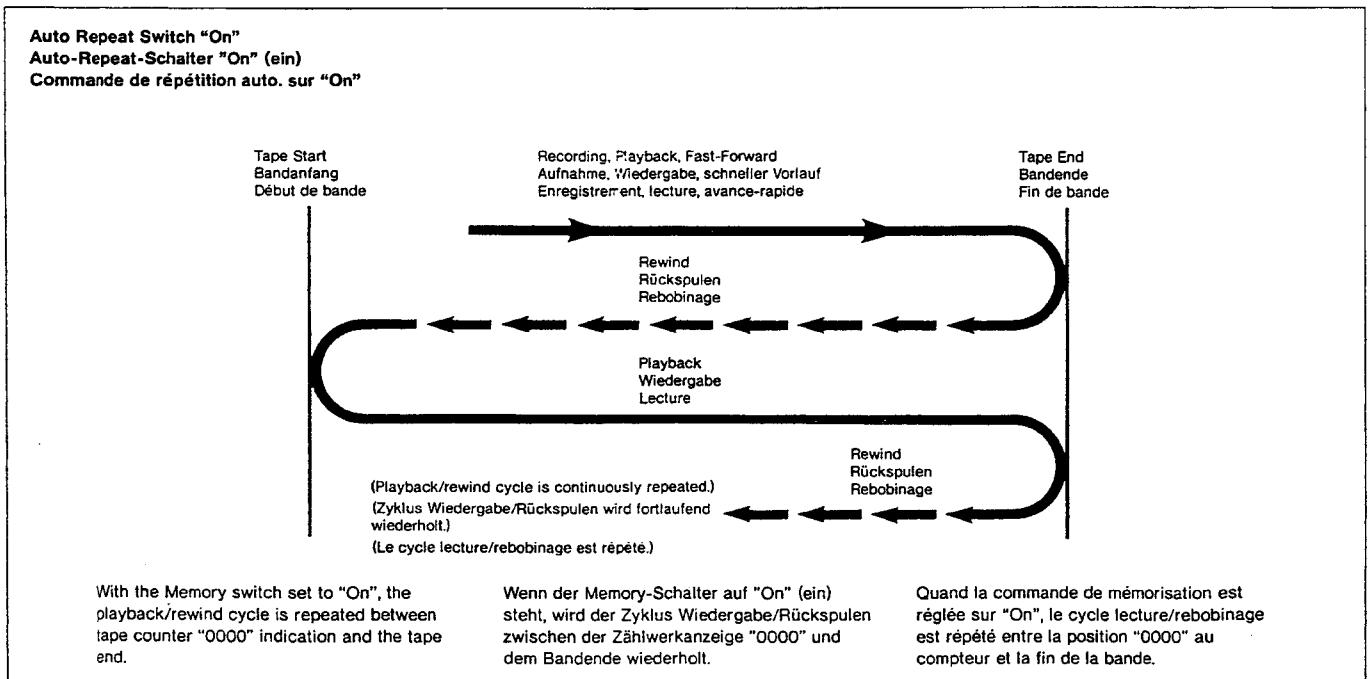 Auto Repeat Switch “On”
Auto-Repeat-Schalter "On" (ein)
Commande de répétition auto. sur “On”
Tape Start
Bandanfang
Début de bande
Recording, Playback, Fast-Forward
Aufnahme, Wiedergabe, schneller Vorlauf
Enregistrement, lecture, avance-rapide
Tape End
Bandende
Fin de bande
Rewind
Rückspulen
Rebobinage
Playback
Wiedergabe
Lecture
Rewind
Rückspulen
Rebobinage
(Playback/rewind cycle is continuously repeated.)
(Zyklus Wiedergabe/Rückspulen wird fortlaufend
wiederholt.)
(Le cycle lecture/rebobinage est répété.)
With the Memory switch set to “On”, the
playback/rewind cycle is repeated between
tape counter “0000” indication and the tape
end.
Wenn der Memory-Schalter auf "On" (ein)
steht, wird der Zyklus Wiedergabe/Rückspulen
zwischen der Zählwerkanzeige "0000" und
dem Bandende wiederholt.
Quand la commande de mémorisation est
réglée sur “On”, le cycle lecture/rebobinage
est répété entre la position “0000” au
compteur et la fin de la bande.